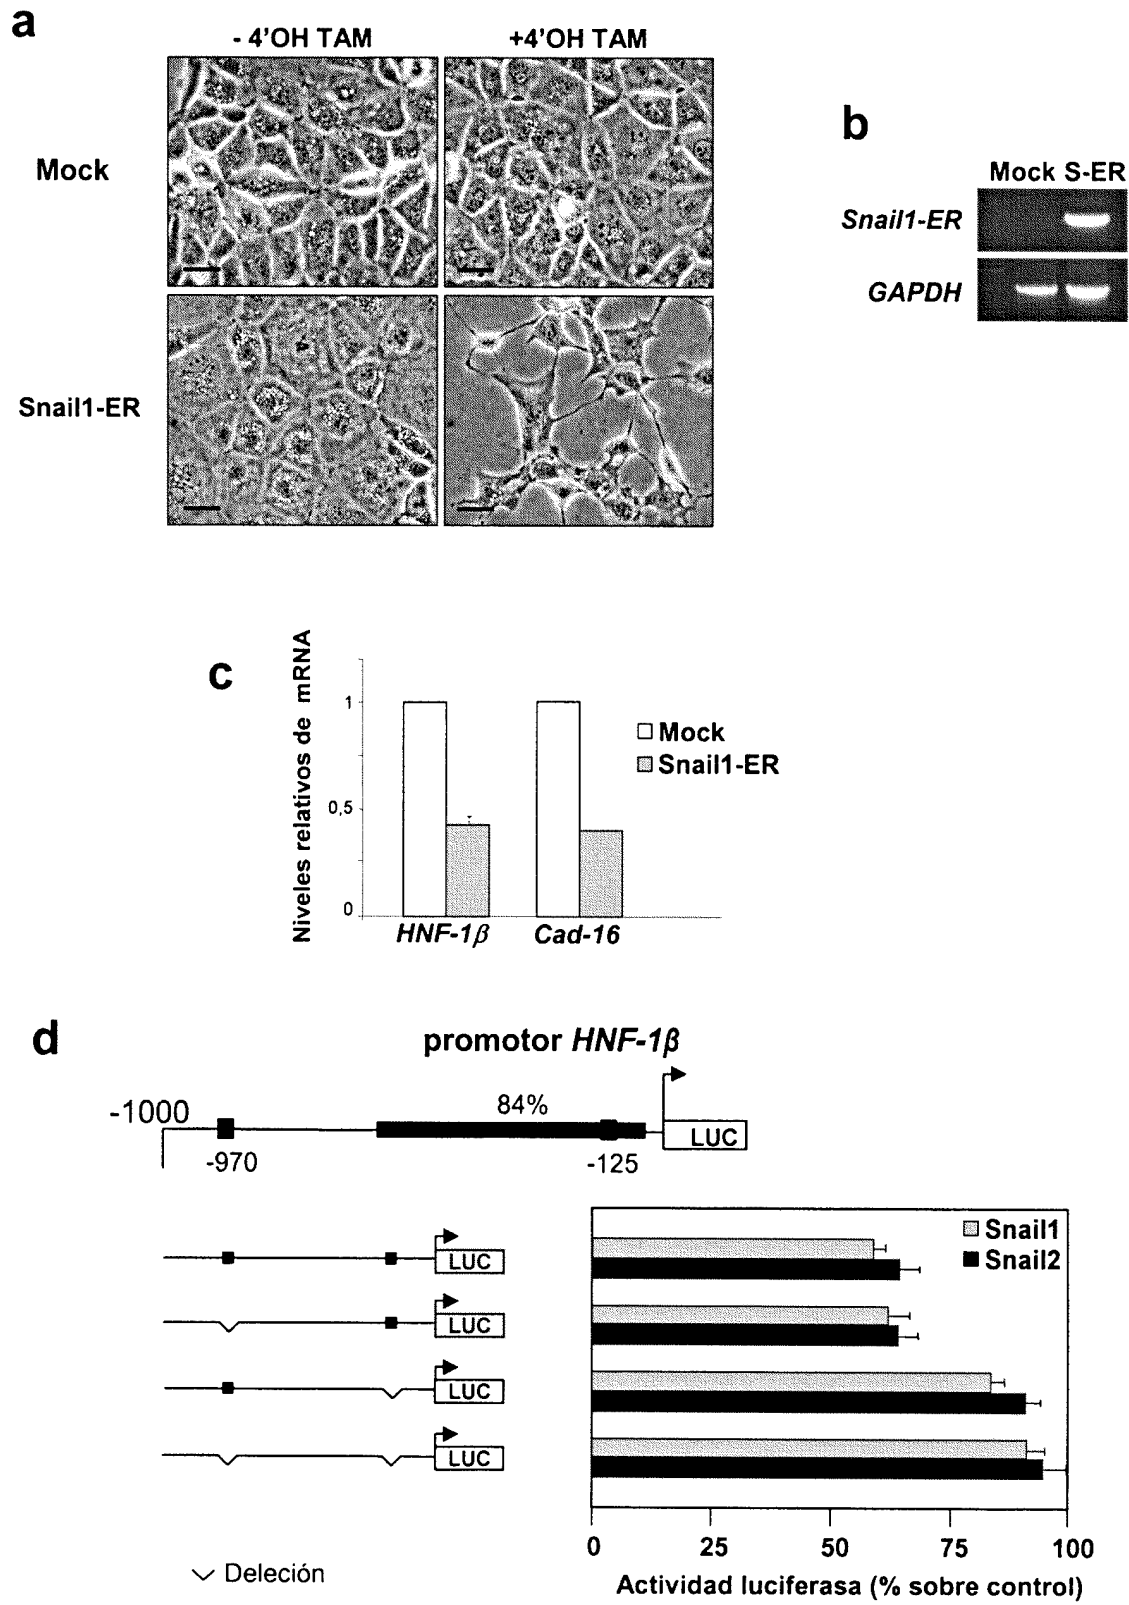 a
- 4'OH TAM
+4'OH TAM
Mock
Snail1-ER
b
Mock S-ER
Snail1-ER
GAPDH
c
Niveles relativos de mRNA
1
0,5
0
HNF-1β
Cad-16
Mock
Snail1-ER
d
promotor HNF-1β
-1000
84%
LUC
-970
-125
LUC
LUC
LUC
LUC
Snail1
Snail2
0
25
50
75
100
Actividad luciferasa (% sobre control)
Deleción